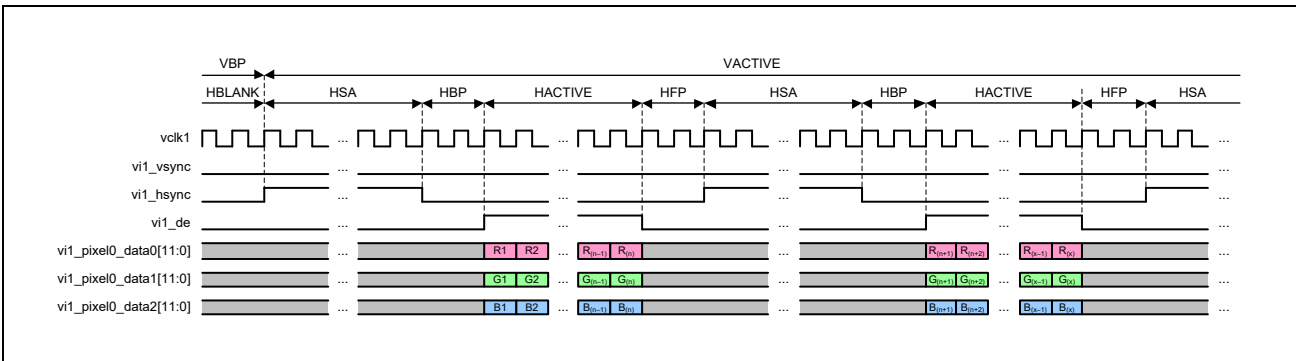 VBP VACTIVE
HBLANK HSA HBP HACTIVE HFP HSA HBP HACTIVE HFP HSA
vclk1 ... ... ... ... ...
vi1_vsync ... ... ... ... ...
vi1_hsync ... ... ... ... ...
vi1_de ... ... ... ... ...
vi1_pixel0_data0[11:0] ... R1 R2 ... R(n–1) R(n) ... R(n+1) R(n+2) ... R(x–1) R(x) ...
vi1_pixel0_data1[11:0] ... G1 G2 ... G(n–1) G(n) ... G(n+1) G(n+2) ... G(x–1) G(x) ...
vi1_pixel0_data2[11:0] ... B1 B2 ... B(n–1) B(n) ... B(n+1) B(n+2) ... B(x–1) B(x) ...